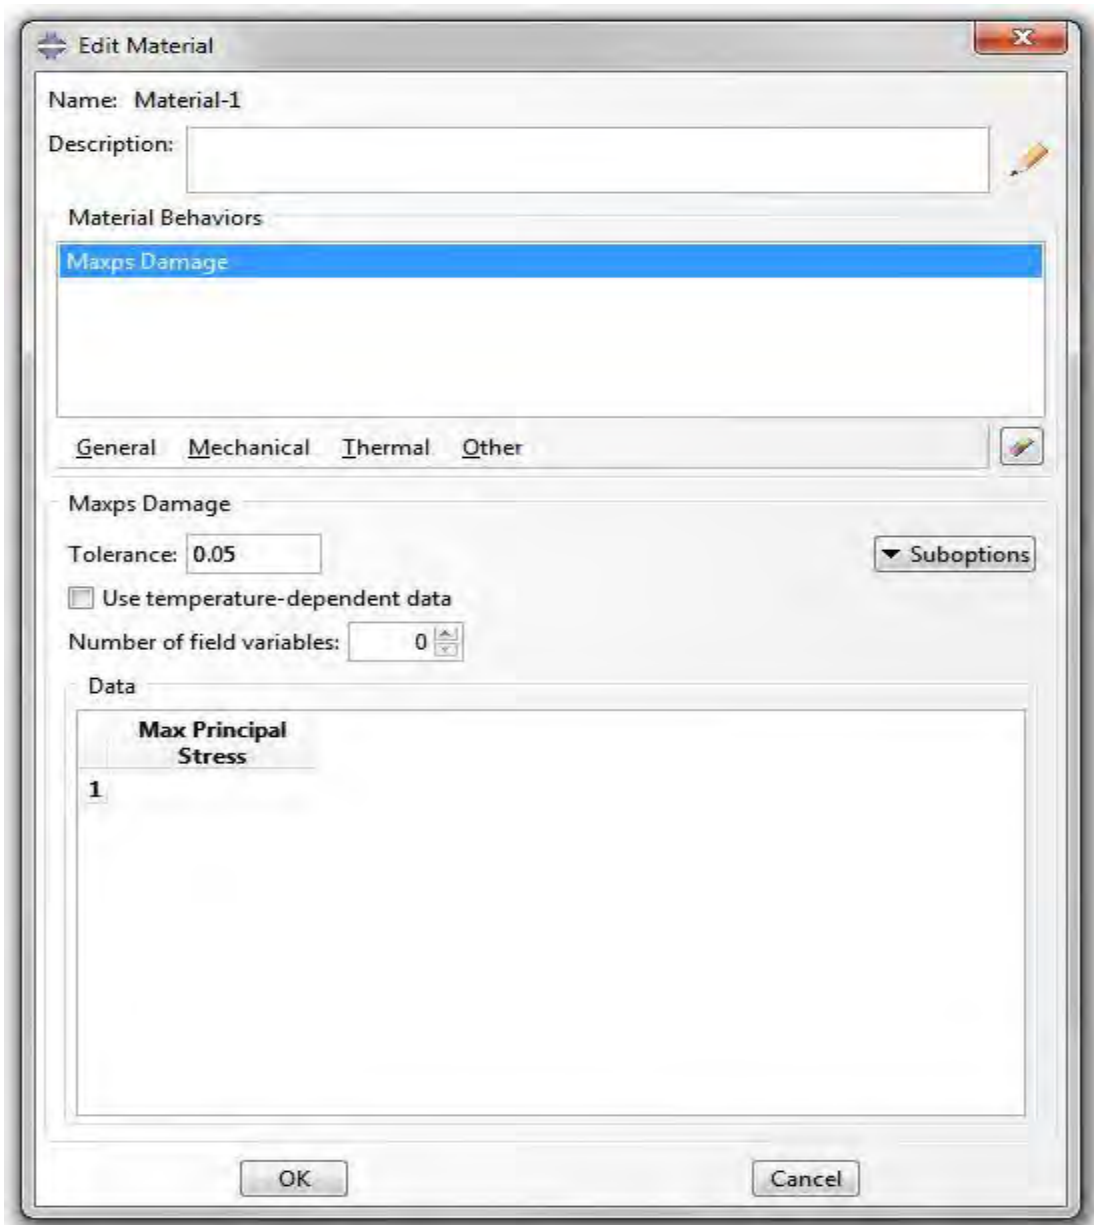 Edit Material
Name: Material-1
Description:
Material Behaviors
Maxps Damage
General Mechanical Thermal Other
Maxps Damage
Tolerance: 0.05
Suboptions
Use temperature-dependent data
Number of field variables: 0
Data
Max Principal
Stress
1
OK Cancel